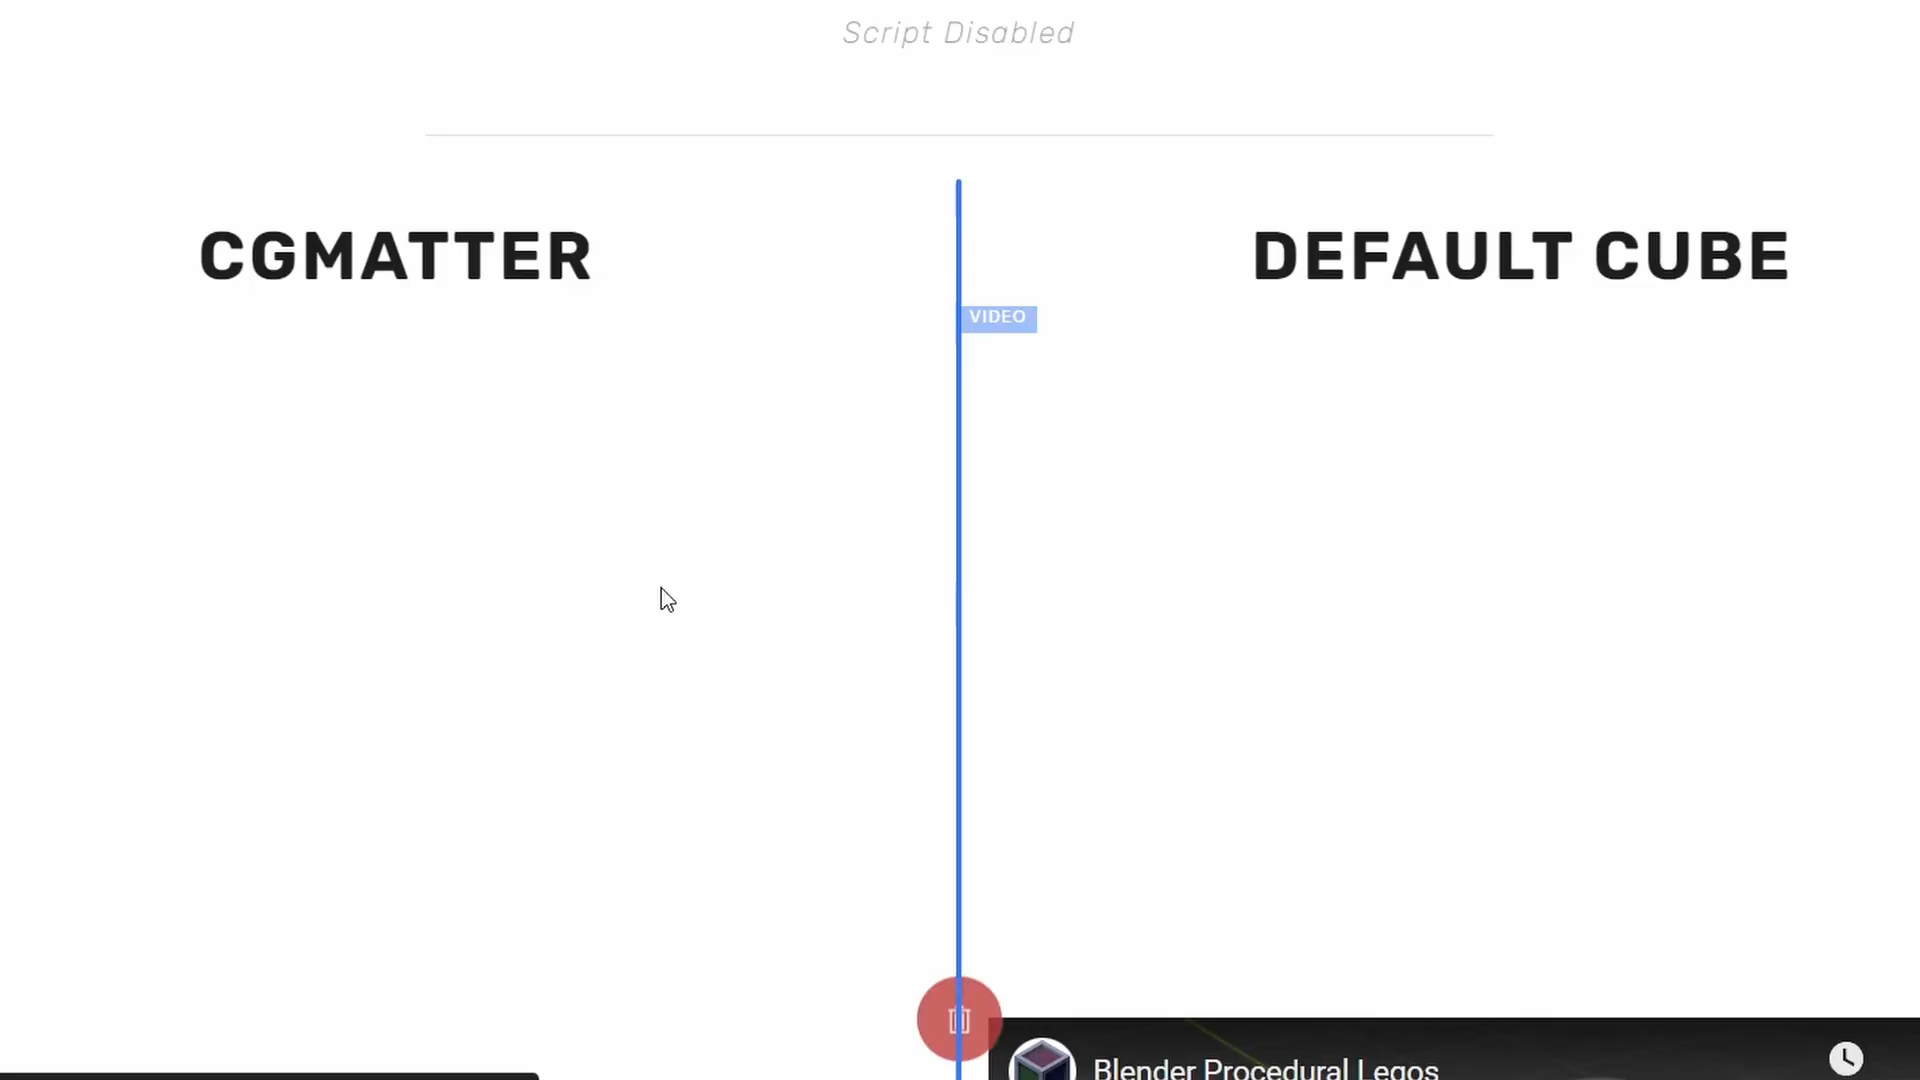 Script Disabled
CGMATTER
DEFAULT CUBE
VIDEO
Blender Procedural Legos